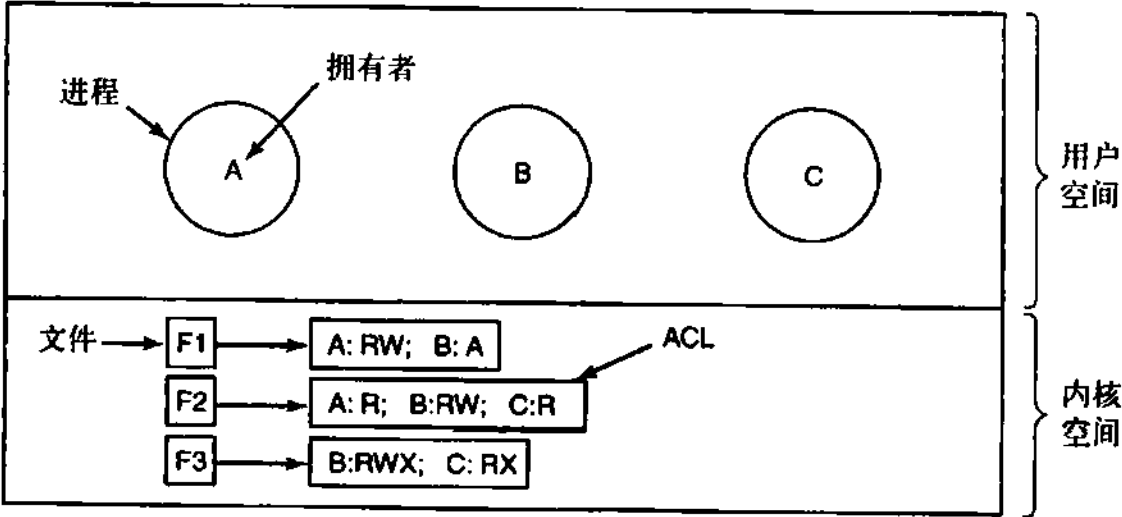 进程
拥有者
A
B
C
用户
空间
文件
F1
A: RW; B: A
ACL
F2
A: R; B:RW; C:R
F3
B:RWX; C: RX
内核
空间